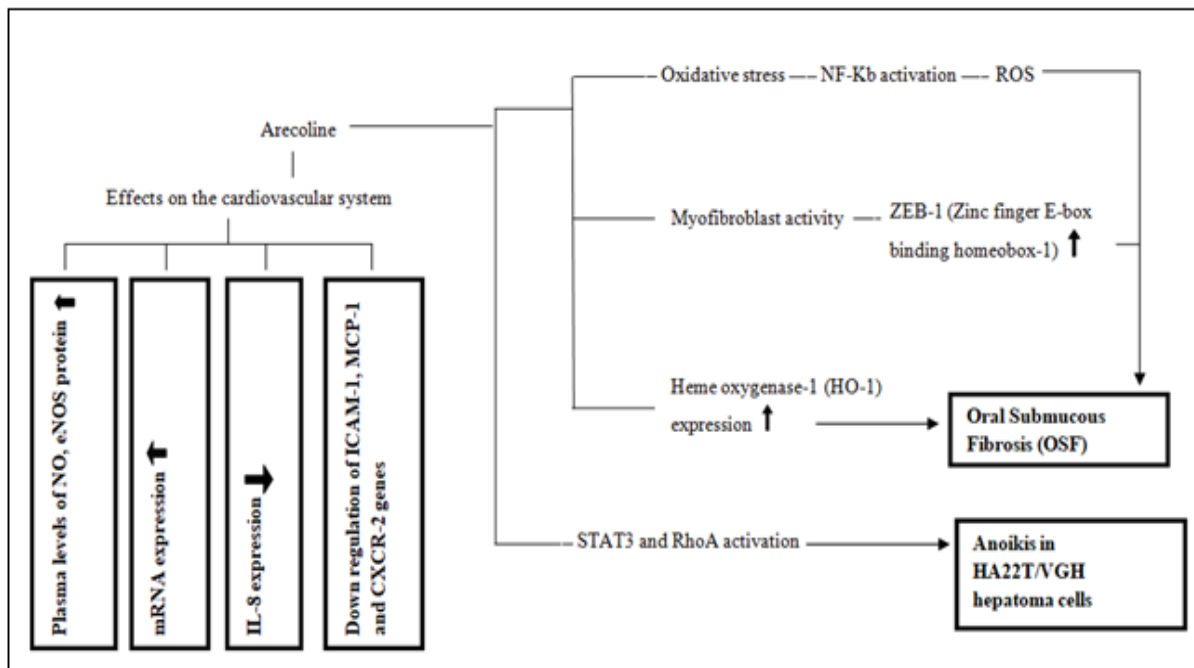 Arecoline
Effects on the cardiovascular system
Plasma levels of NO, eNOS protein
mRNA expression
IL-8 expression
Down regulation of ICAM-1, MCP-1
and CXCR-2 genes
Oxidative stress
NF-Kb activation
ROS
Myofibroblast activity
ZEB-1 (Zinc finger E-box
binding homeobox-1)
Heme oxygenase-1 (HO-1)
expression
Oral Submucous
Fibrosis (OSF)
STAT3 and RhoA activation
Anoikis in
HA22T/VGH
hepatoma cells